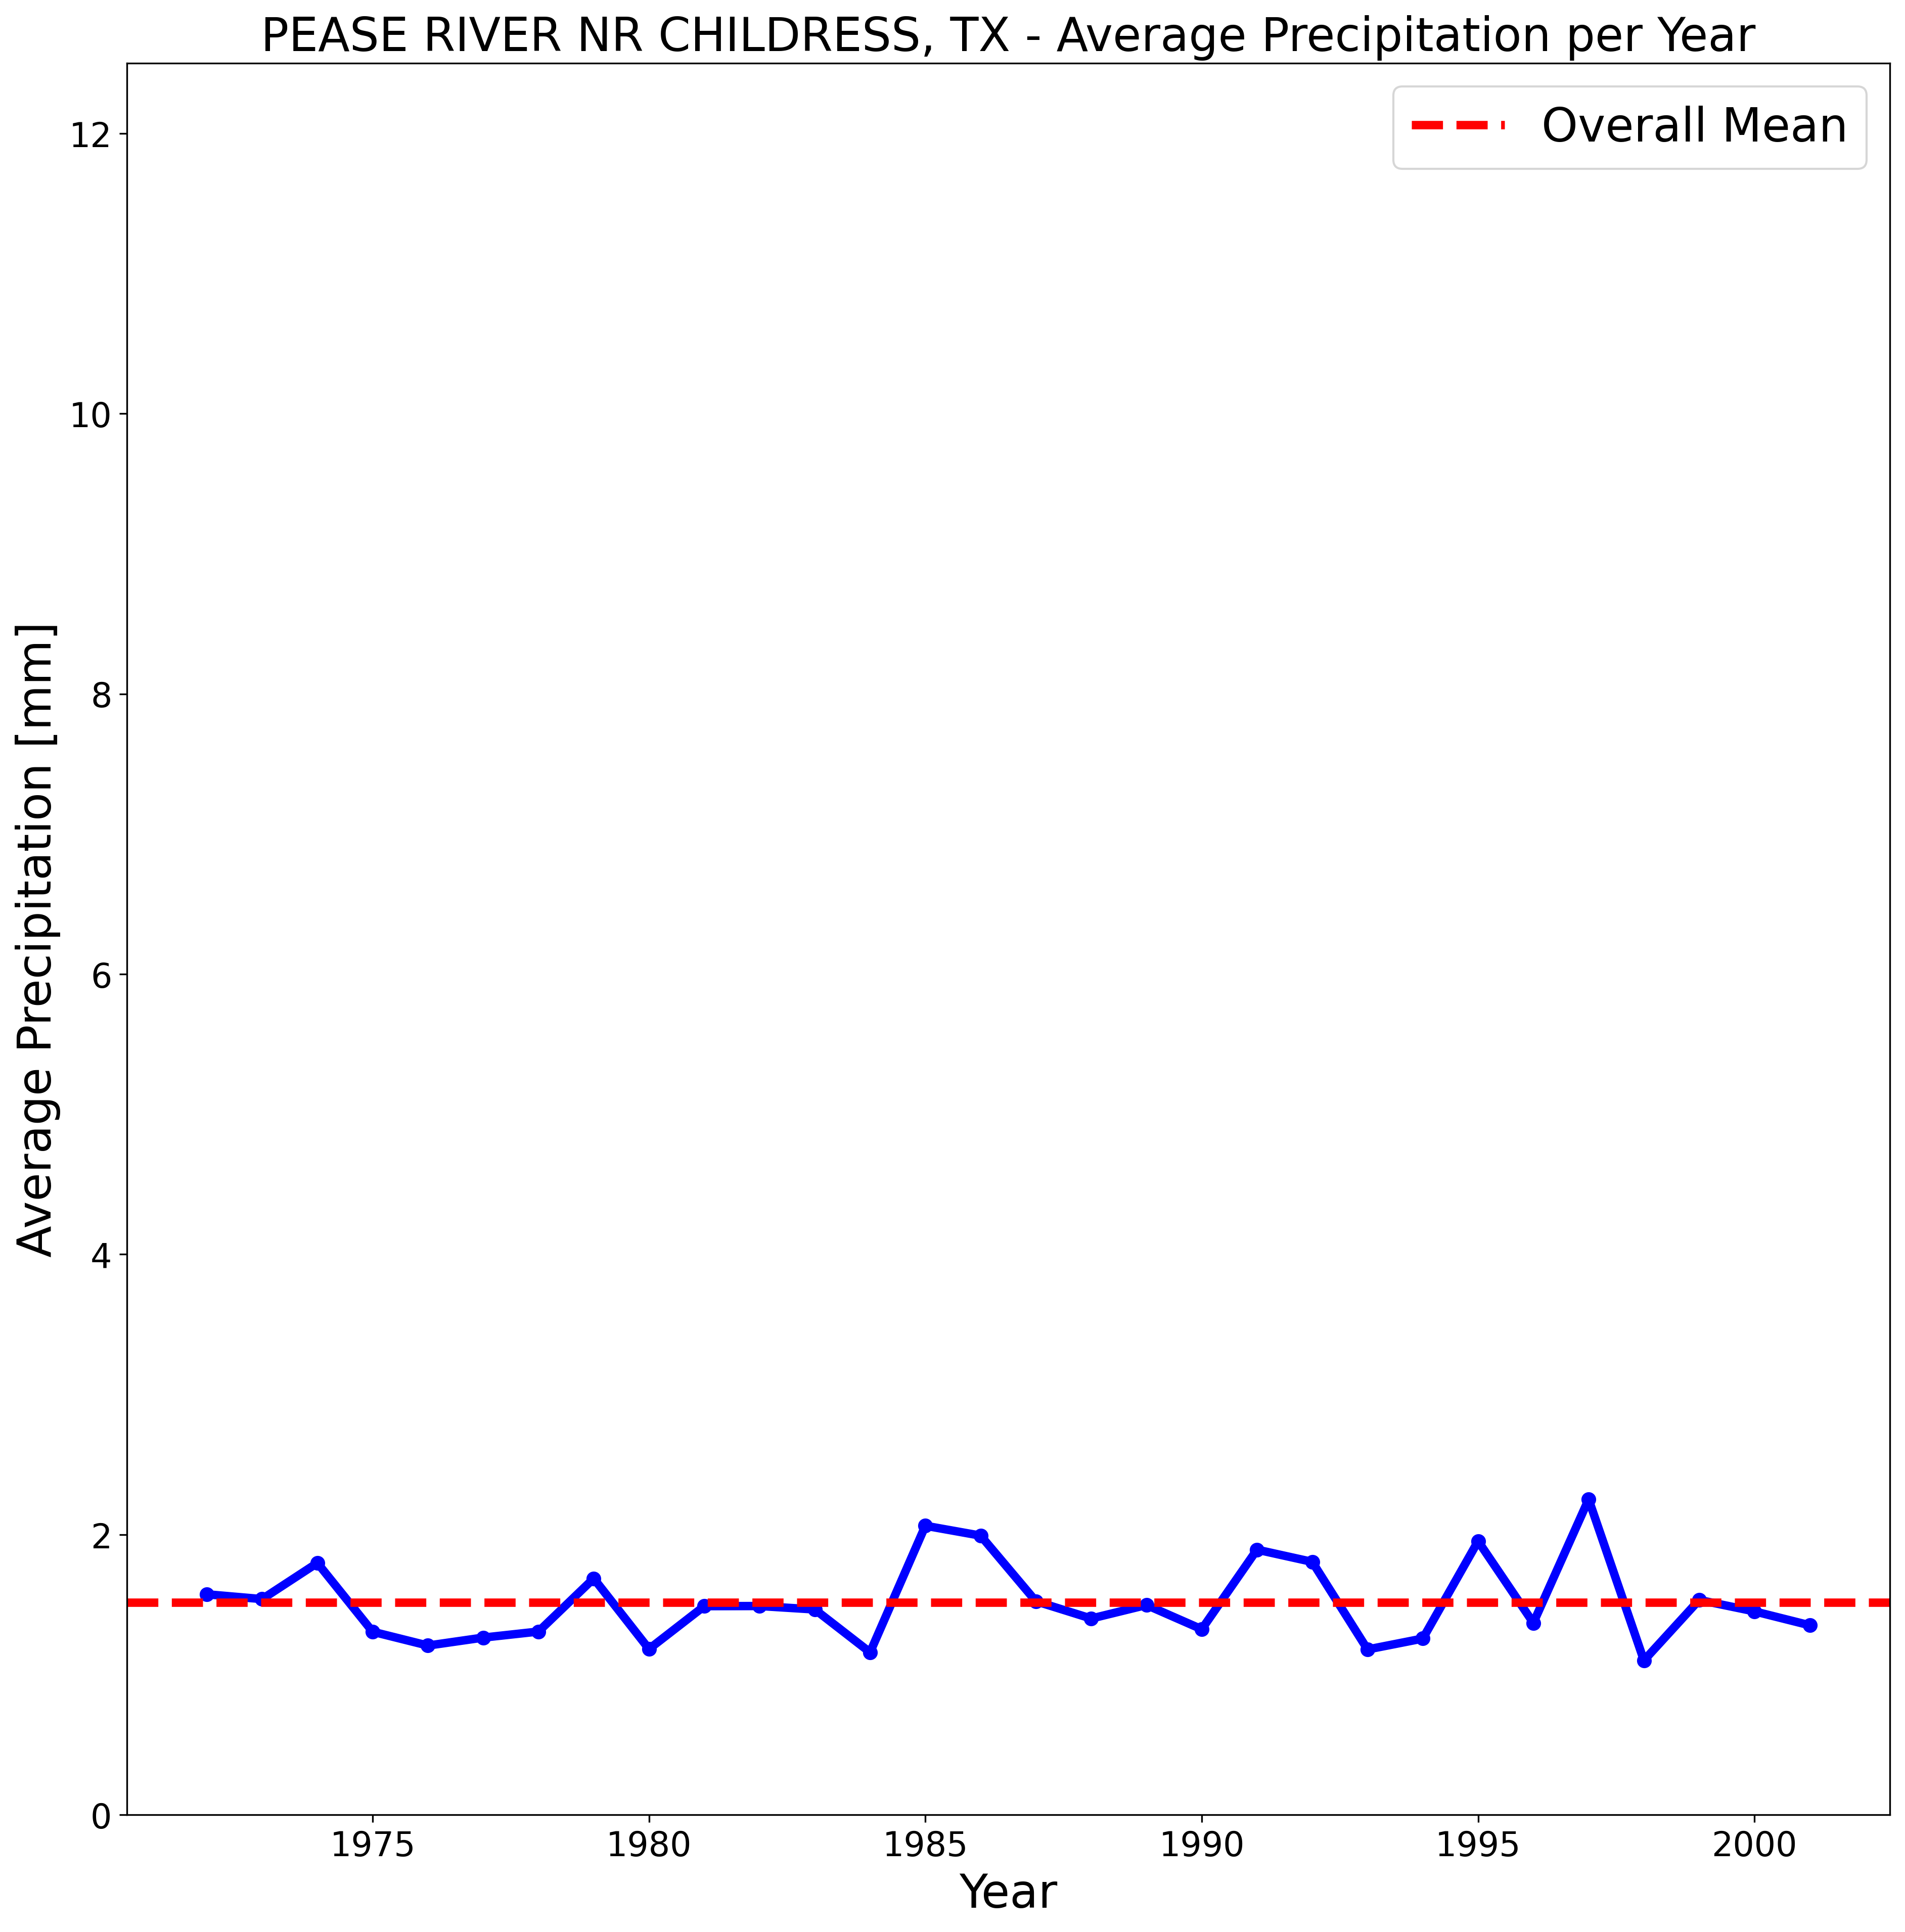 PEASE RIVER NR CHILDRESS, TX - Average Precipitation per Year
Overall Mean
Average Precipitation [mm]
12
10
8
6
4
2
0
1975 1980 1985 1990 1995 2000
Year